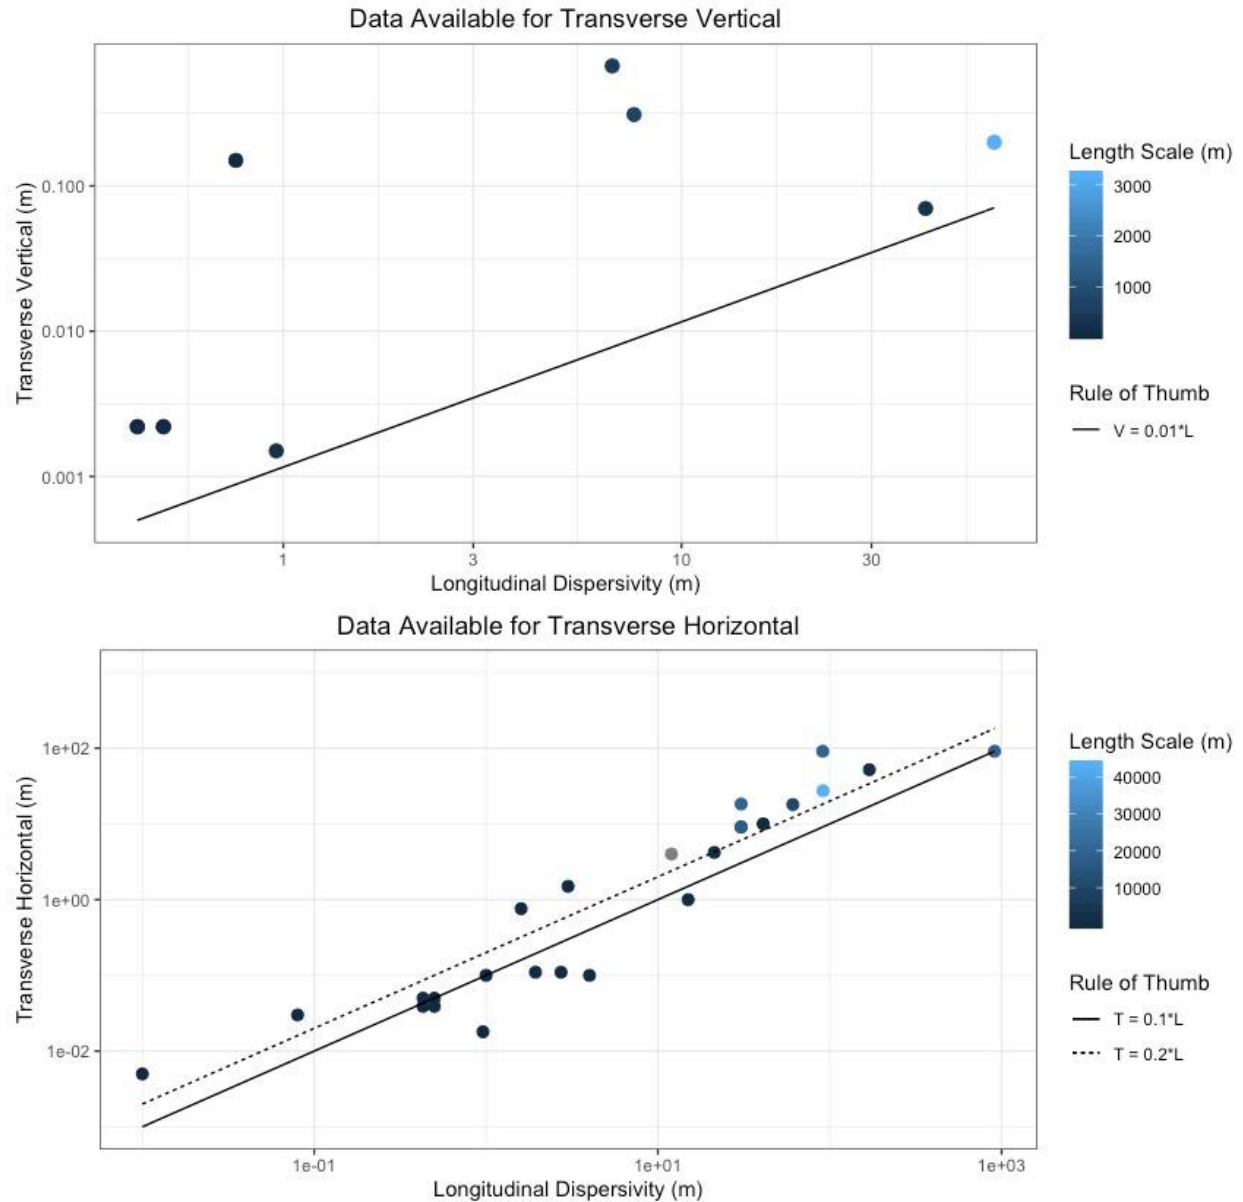 Data Available for Transverse Vertical
Transverse Vertical (m)
0.100
0.010
0.001
1 3 10 30
Longitudinal Dispersivity (m)
Length Scale (m)
3000
2000
1000
Rule of Thumb
V = 0.01*L
Data Available for Transverse Horizontal
Transverse Horizontal (m)
1e+02
1e+00
1e-02
1e-01 1e+01 1e+03
Longitudinal Dispersivity (m)
Length Scale (m)
40000
30000
20000
10000
Rule of Thumb
T = 0.1*L
T = 0.2*L